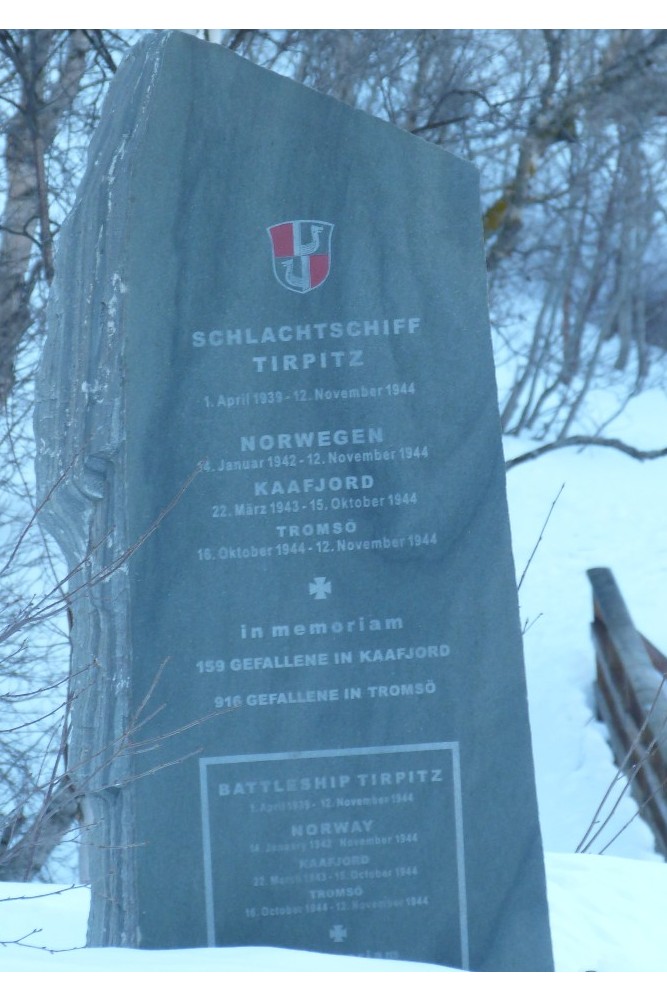 SCHLACHTSCHIFF
TIRPITZ
1. April 1939 - 12. November 1944
NORWEGEN
14. Januar 1942 - 12. November 1944
KAAFJORD
22. März 1943 - 15. Oktober 1944
TROMSÖ
16. Oktober 1944 - 12. November 1944
in memoriam
159 GEFALLENE IN KAAFJORD
916 GEFALLENE IN TROMSÖ
BATTLESHIP TIRPITZ
1. April 1939 - 12. November 1944
NORWAY
14. January 1942 November 1944
KAAFJORD
22. March 1943 - 15. October 1944
TROMSÖ
16. October 1944 - 12. November 1944